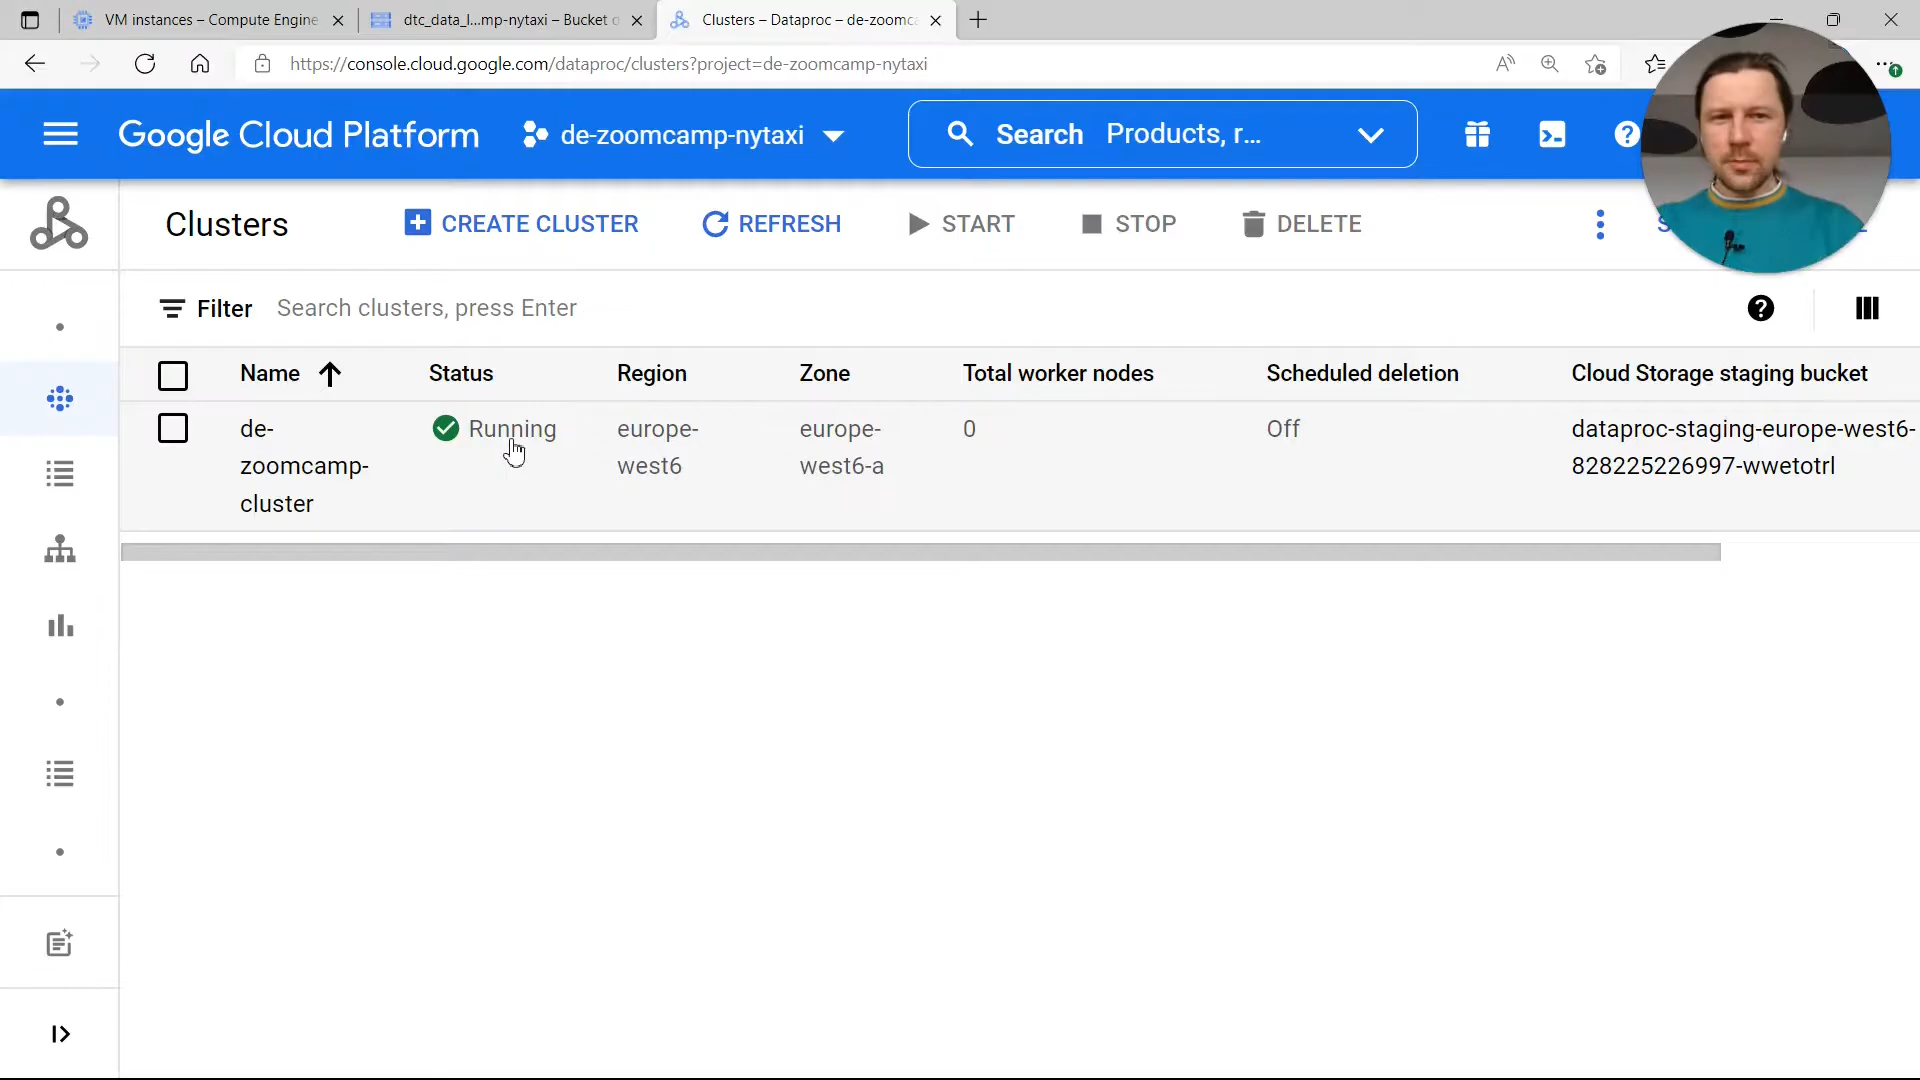 VM instances – Compute Engine
dtc_data_l...mp-nytaxi – Bucket
Clusters – Dataproc – de-zoomc
https://console.cloud.google.com/dataproc/clusters?project=de-zoomcamp-nytaxi
Google Cloud Platform
de-zoomcamp-nytaxi
Search Products, r...
Clusters
CREATE CLUSTER
REFRESH
START
STOP
DELETE
Filter Search clusters, press Enter
Name Status Region Zone Total worker nodes Scheduled deletion Cloud Storage staging bucket
de- Running europe- europe- 0 Off dataproc-staging-europe-west6-
zoomcamp- west6 west6-a 828225226997-wwetotrl
cluster